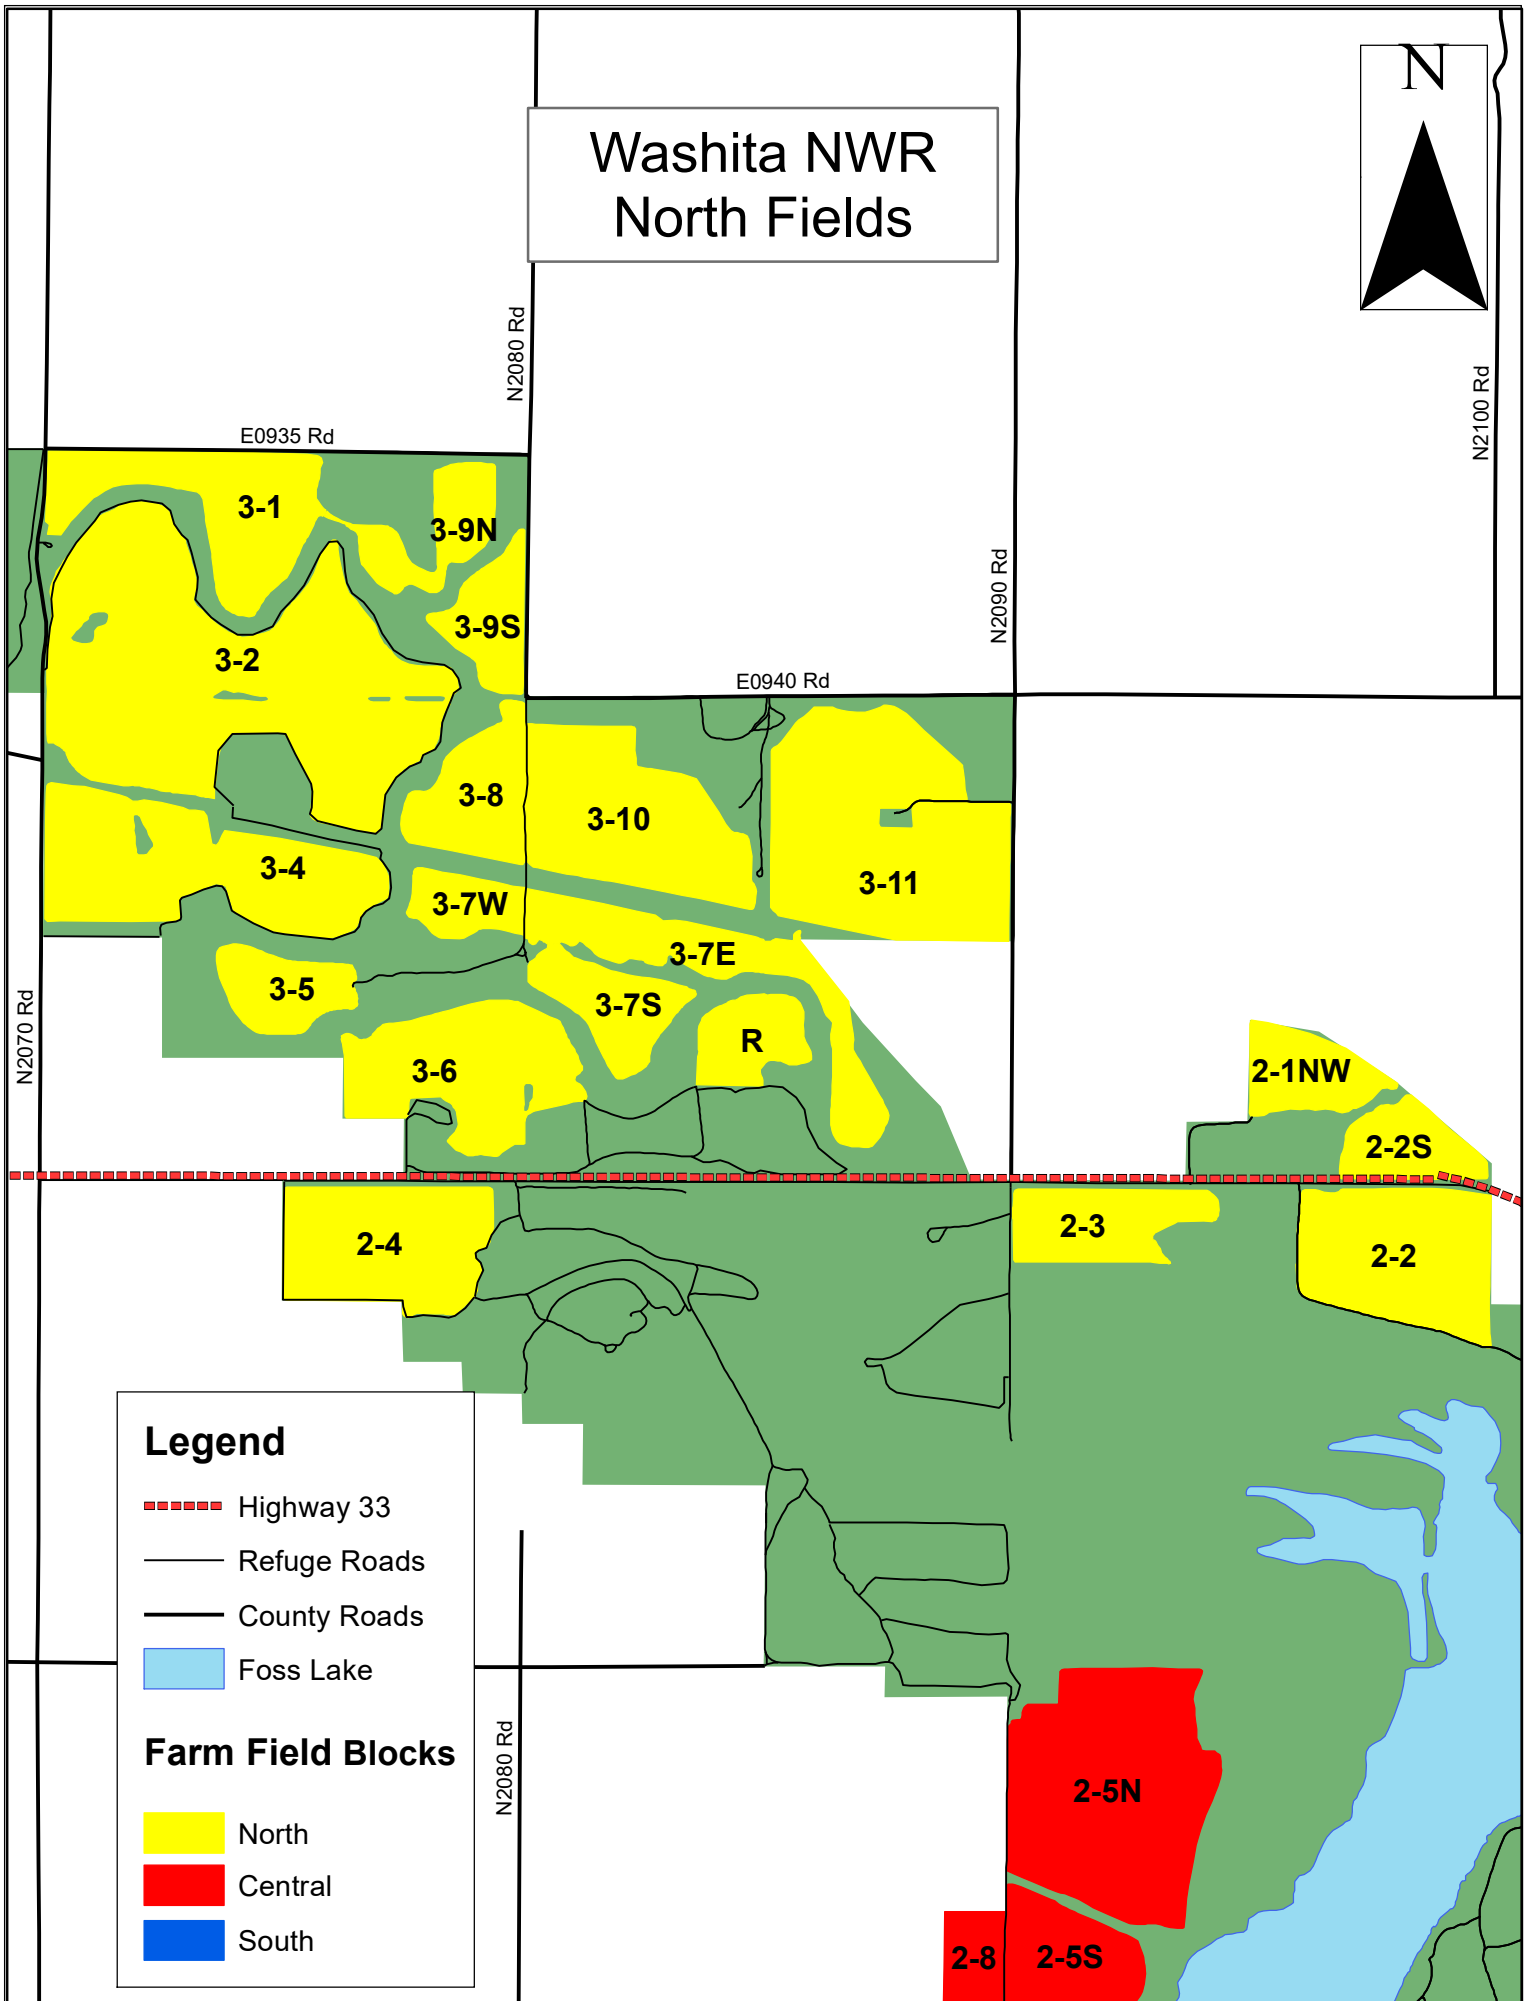 N
Washita NWR
North Fields
N2080 Rd
N2100 Rd
E0935 Rd
3-1
3-9N
N2090 Rd
3-9S
3-2
E0940 Rd
3-8
3-10
3-4
3-11
3-7W
3-7E
3-5
3-7S
N2070 Rd
R
3-6
2-1NW
2-2S
2-4
2-3
2-2
Legend
Highway 33
Refuge Roads
County Roads
Foss Lake
Farm Field Blocks
North
Central
South
N2080 Rd
2-5N
2-8
2-5S